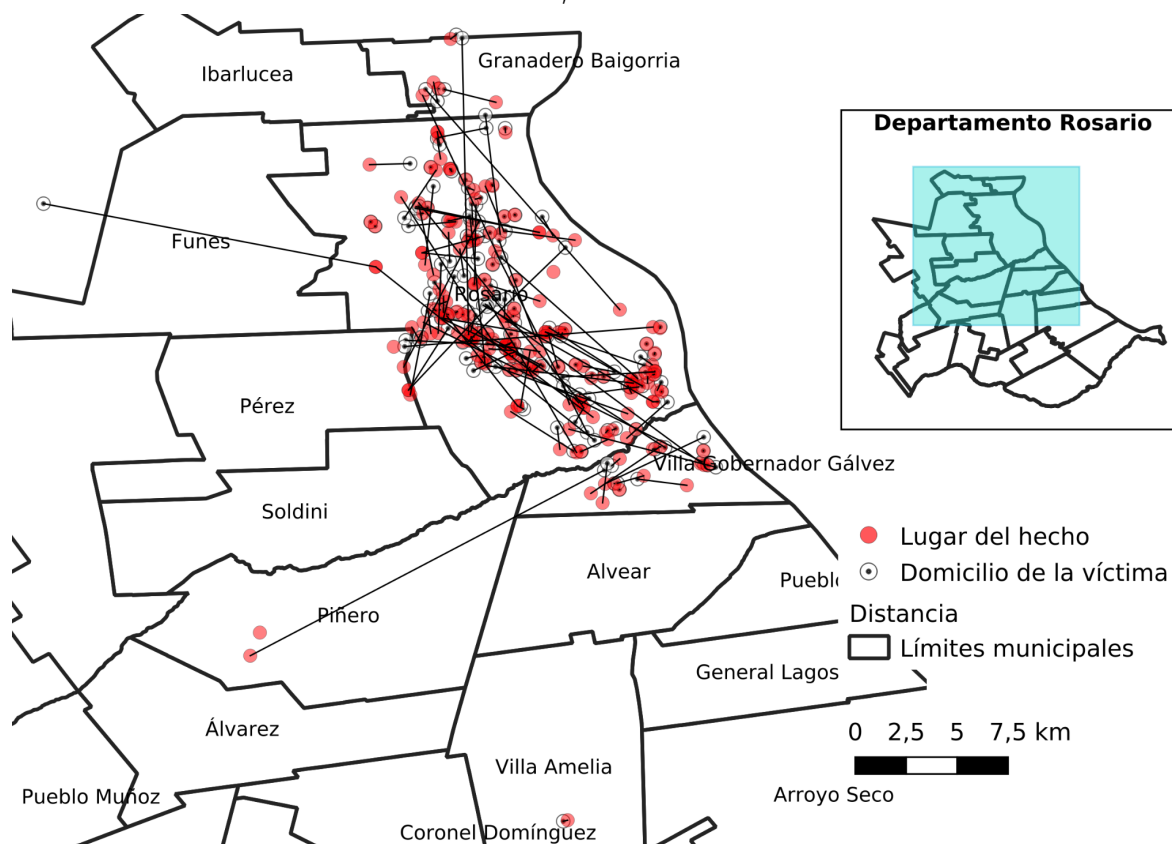 Granadero Baigorria
Ibarlucea
Departamento Rosario
Funes
Rosario
Pérez
Villa Gobernador Gálvez
Soldini
Lugar del hecho
Alvear
Domicilio de la víctima
Pueblo
Piñero
Distancia
Límites municipales
General Lagos
Álvarez
0 2,5 5 7,5 km
Villa Amelia
Pueblo Muñoz
Arroyo Seco
Coronel Domínguez